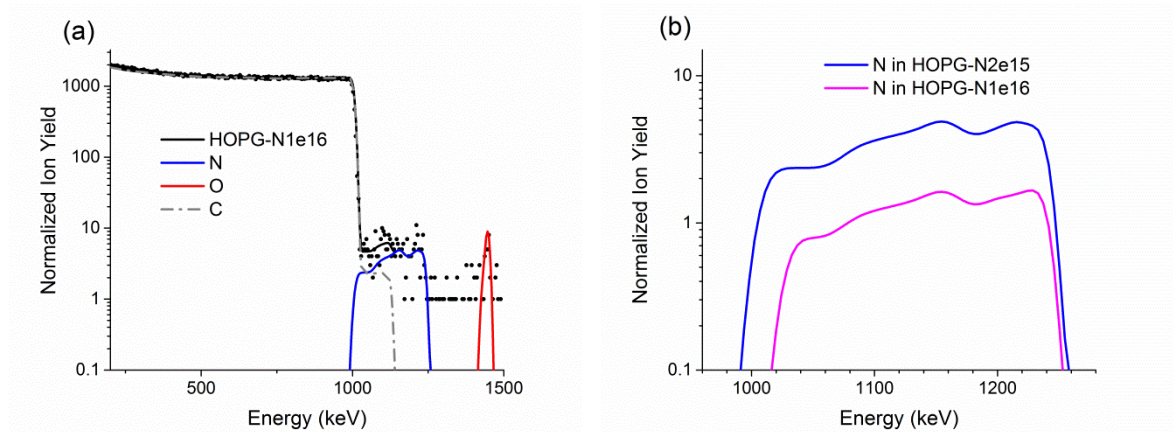 (a)
Normalized Ion Yield
1000
100
10
1
0.1
HOPG-N1e16
N
O
C
500
1000
1500
Energy (keV)
(b)
Normalized Ion Yield
10
1
0.1
N in HOPG-N2e15
N in HOPG-N1e16
1000
1100
1200
Energy (keV)